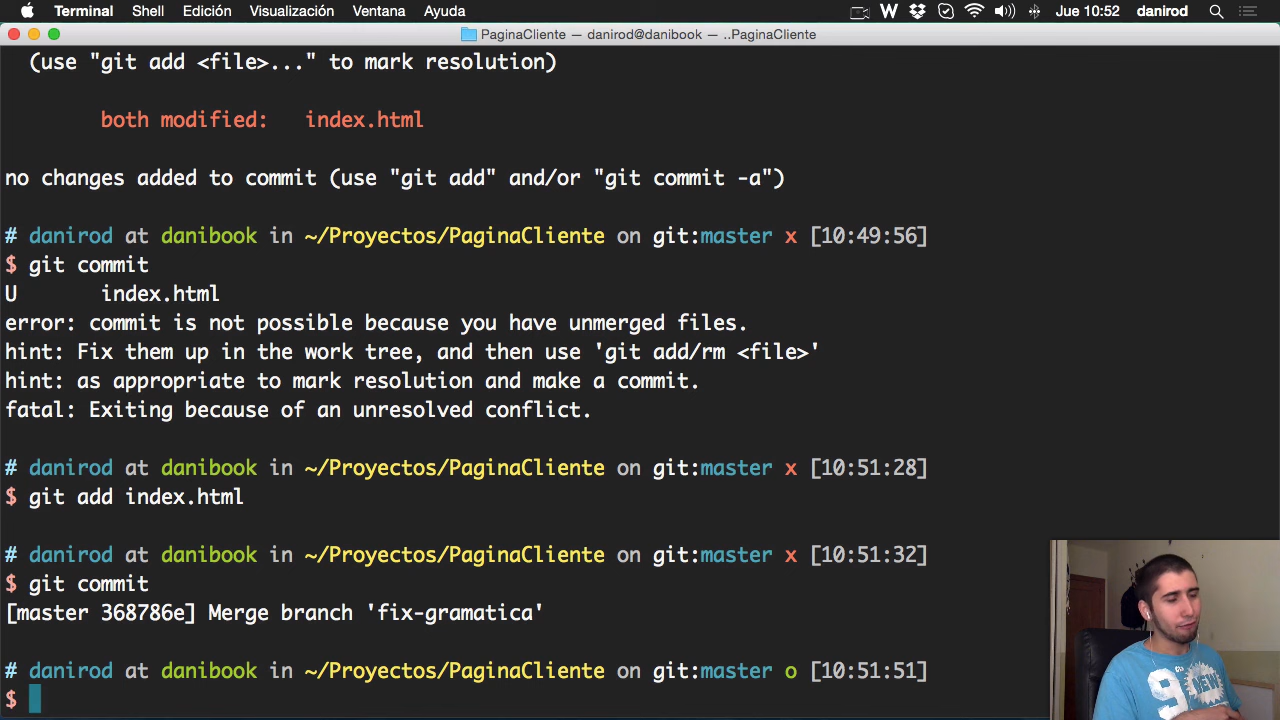 Terminal Shell Edición Visualización Ventana Ayuda W Jue 10:52 danirod
PaginaCliente — danirod@danibook — ..PaginaCliente
(use "git add <file>..." to mark resolution)
both modified: index.html
no changes added to commit (use "git add" and/or "git commit -a")
# danirod at danibook in ~/Proyectos/PaginaCliente on git:master x [10:49:56]
$ git commit
U index.html
error: commit is not possible because you have unmerged files.
hint: Fix them up in the work tree, and then use 'git add/rm <file>'
hint: as appropriate to mark resolution and make a commit.
fatal: Exiting because of an unresolved conflict.
# danirod at danibook in ~/Proyectos/PaginaCliente on git:master x [10:51:28]
$ git add index.html
# danirod at danibook in ~/Proyectos/PaginaCliente on git:master x [10:51:32]
$ git commit
[master 368786e] Merge branch 'fix-gramatica'
# danirod at danibook in ~/Proyectos/PaginaCliente on git:master o [10:51:51]
$
9
NEW